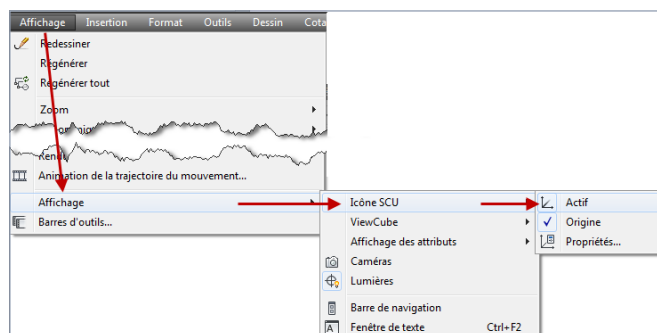 Affichage Insertion Format Outils Dessin Cota
Redessiner
Régénérer
Régénérer tout
Zoom
Rendu
Animation de la trajectoire du mouvement...
Affichage
Barres d'outils...
Icône SCU
ViewCube
Affichage des attributs
Caméras
Lumières
Barre de navigation
Fenêtre de texte Ctrl+F2
Actif
Origine
Propriétés...